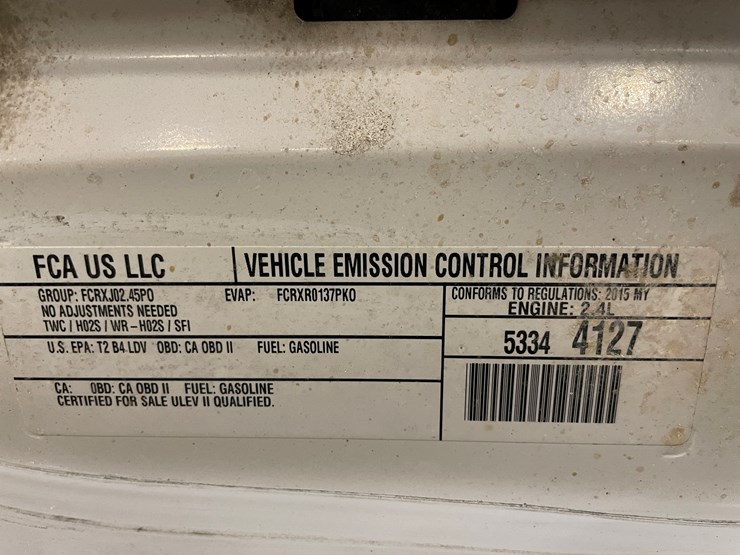 FCA US LLC
VEHICLE EMISSION CONTROL INFORMATION
GROUP: FCRXJ02.45P0 EVAP: FCRXR0137PK0
NO ADJUSTMENTS NEEDED
TWC / HO2S / WR-HO2S / SFI
U.S. EPA: T2 B4 LDV OBD: CA OBD II FUEL: GASOLINE
CA: OBD: CA OBD II FUEL: GASOLINE
CERTIFIED FOR SALE ULEV II QUALIFIED.
CONFORMS TO REGULATIONS: 2015 MY
ENGINE: 2.4L
5334 4127